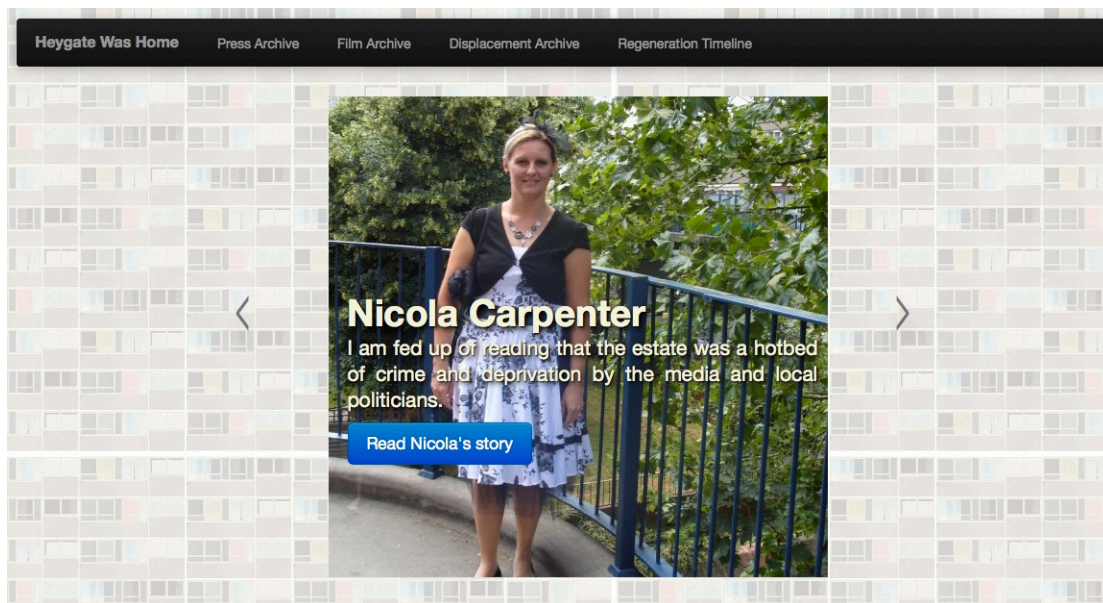 Heygate Was Home Press Archive Film Archive Displacement Archive Regeneration Timeline
Nicola Carpenter
I am fed up of reading that the estate was a hotbed
of crime and deprivation by the media and local
politicians.
Read Nicola's story